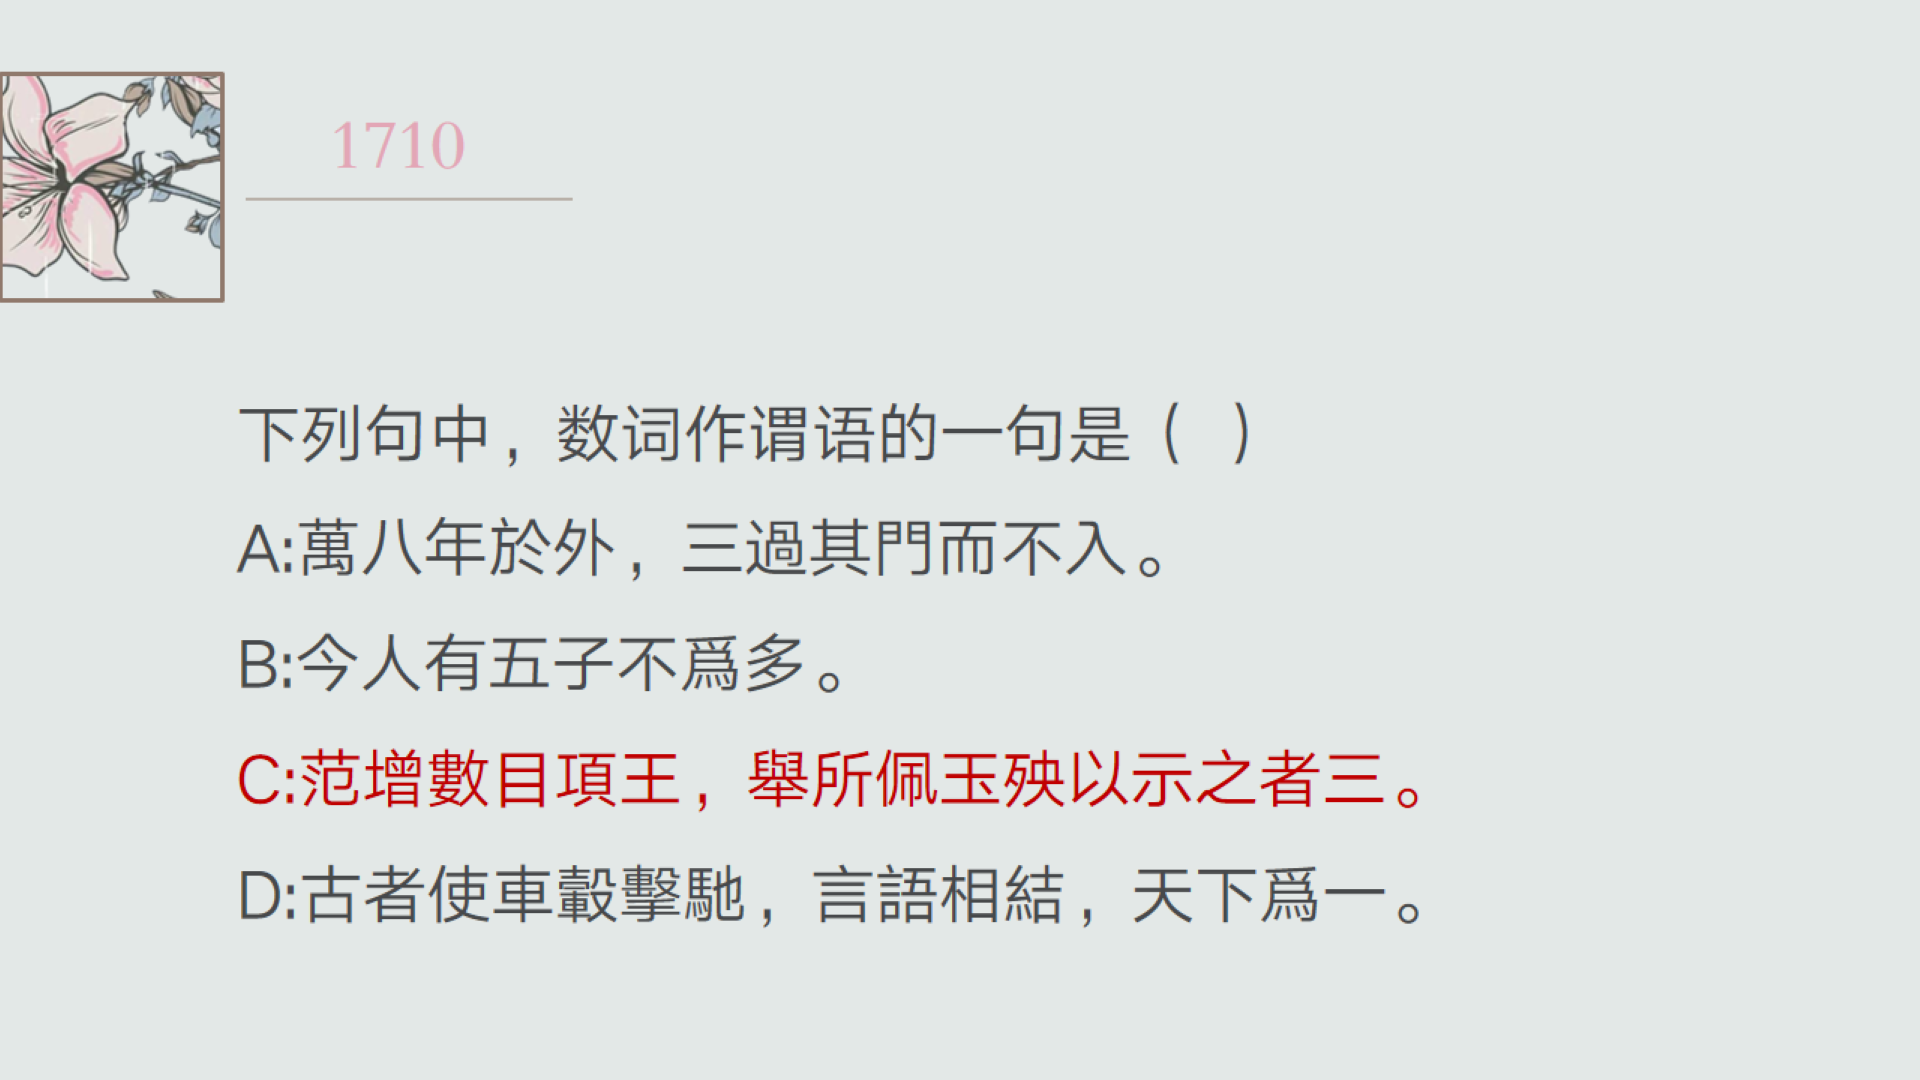 1710
下列句中，数词作谓语的一句是（ ）
A:萬八年於外，三過其門而不入。
B:今人有五子不爲多。
C:范增數目項王，舉所佩玉殃以示之者三。
D:古者使車轂擊馳，言語相結，天下爲一。